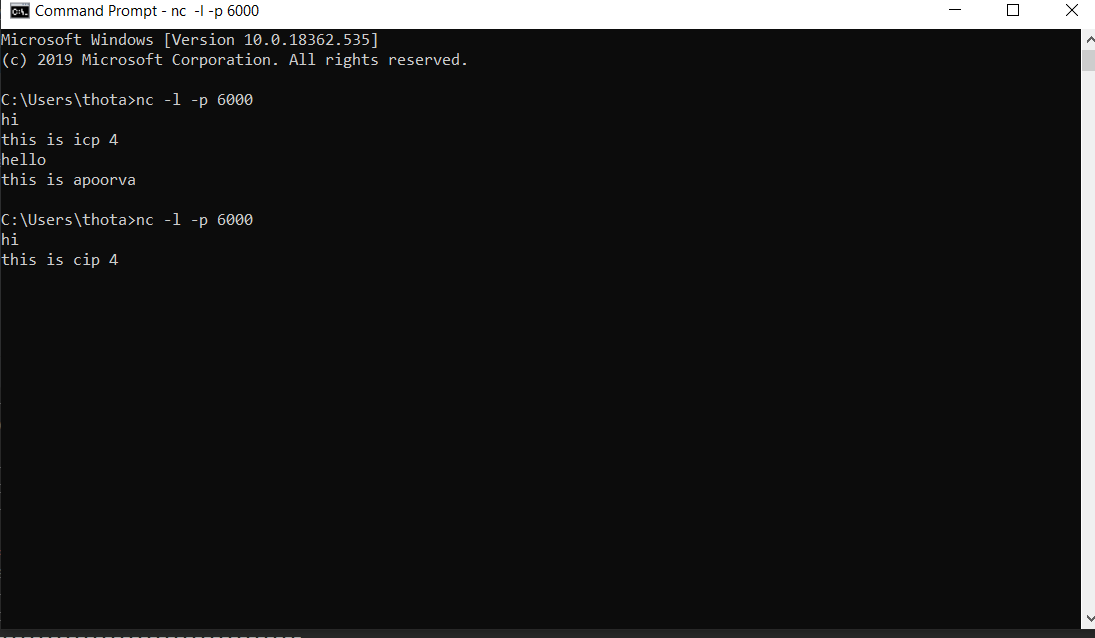 Command Prompt - nc  -l -p 6000
Microsoft Windows [Version 10.0.18362.535]
(c) 2019 Microsoft Corporation. All rights reserved.
C:\Users\thota>nc -l -p 6000
hi
this is icp 4
hello
this is apoorva
C:\Users\thota>nc -l -p 6000
hi
this is cip 4